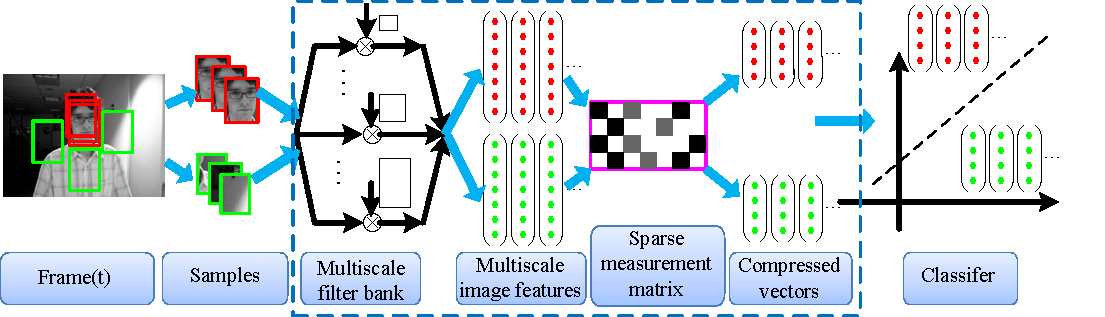 Frame(t)
Samples
Multiscale
filter bank
Multiscale
image features
Sparse
measurement
matrix
Compressed
vectors
Classifer